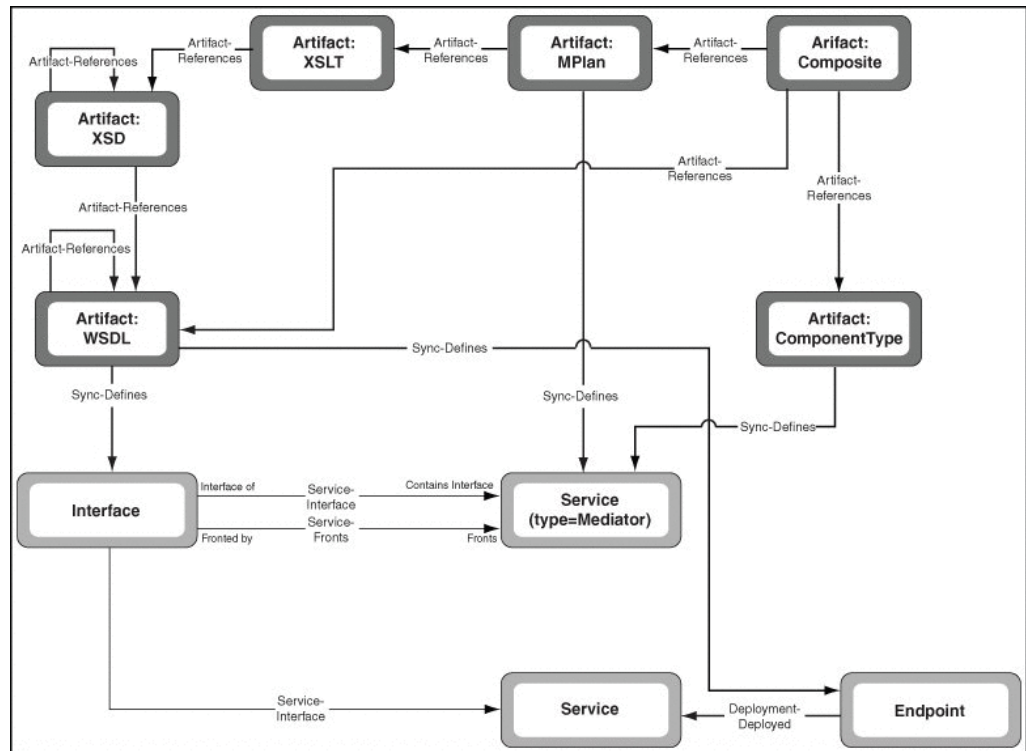 Artifact:
XSLT
Artifact-
References
Artifact:
MPlan
Artifact-
References
Arifact:
Composite
Artifact-
References
Artifact-References
Artifact:
XSD
Artifact-
References
Artifact-
References
Artifact-References
Artifact-References
Artifact:
WSDL
Artifact:
ComponentType
Sync-Defines
Sync-Defines
Sync-Defines
Sync-Defines
Interface
Interface of
Service-
Interface
Contains Interface
Fronted by
Service-
Fronts
Fronts
Service
(type=Mediator)
Service-
Interface
Service
Deployment-
Deployed
Endpoint